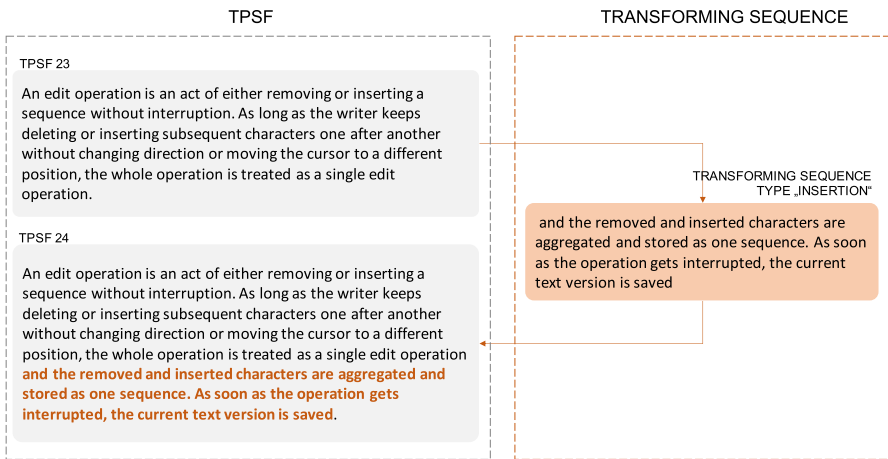 TPSF
TRANSFORMING SEQUENCE
TPSF 23
An edit operation is an act of either removing or inserting a
sequence without interruption. As long as the writer keeps
deleting or inserting subsequent characters one after another
without changing direction or moving the cursor to a different
position, the whole operation is treated as a single edit
operation.
TRANSFORMING SEQUENCE
TYPE „INSERTION“
and the removed and inserted characters are
aggregated and stored as one sequence. As soon
as the operation gets interrupted, the current
text version is saved
TPSF 24
An edit operation is an act of either removing or inserting a
sequence without interruption. As long as the writer keeps
deleting or inserting subsequent characters one after another
without changing direction or moving the cursor to a different
position, the whole operation is treated as a single edit operation
and the removed and inserted characters are aggregated and
stored as one sequence. As soon as the operation gets
interrupted, the current text version is saved.